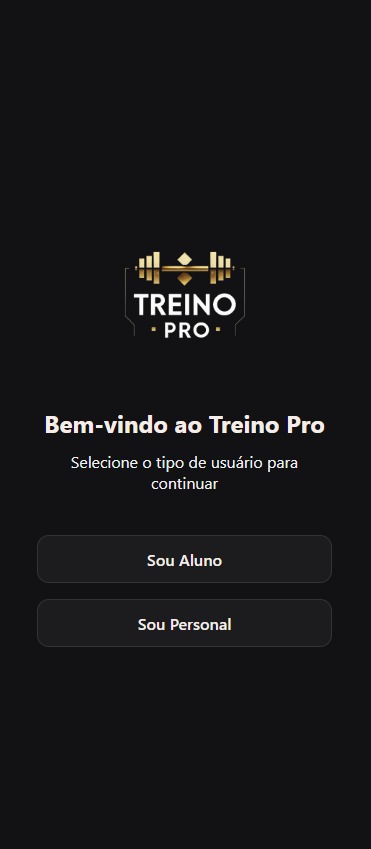 TREINO
PRO
Bem-vindo ao Treino Pro
Selecione o tipo de usuário para
continuar
Sou Aluno
Sou Personal